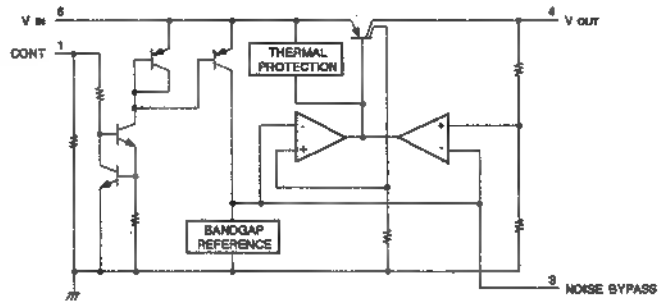 V IN 6
4 V OUT
CONT 1
THERMAL
PROTECTION
- +
+ -
BANDGAP
REFERENCE
3 NOISE BYPASS